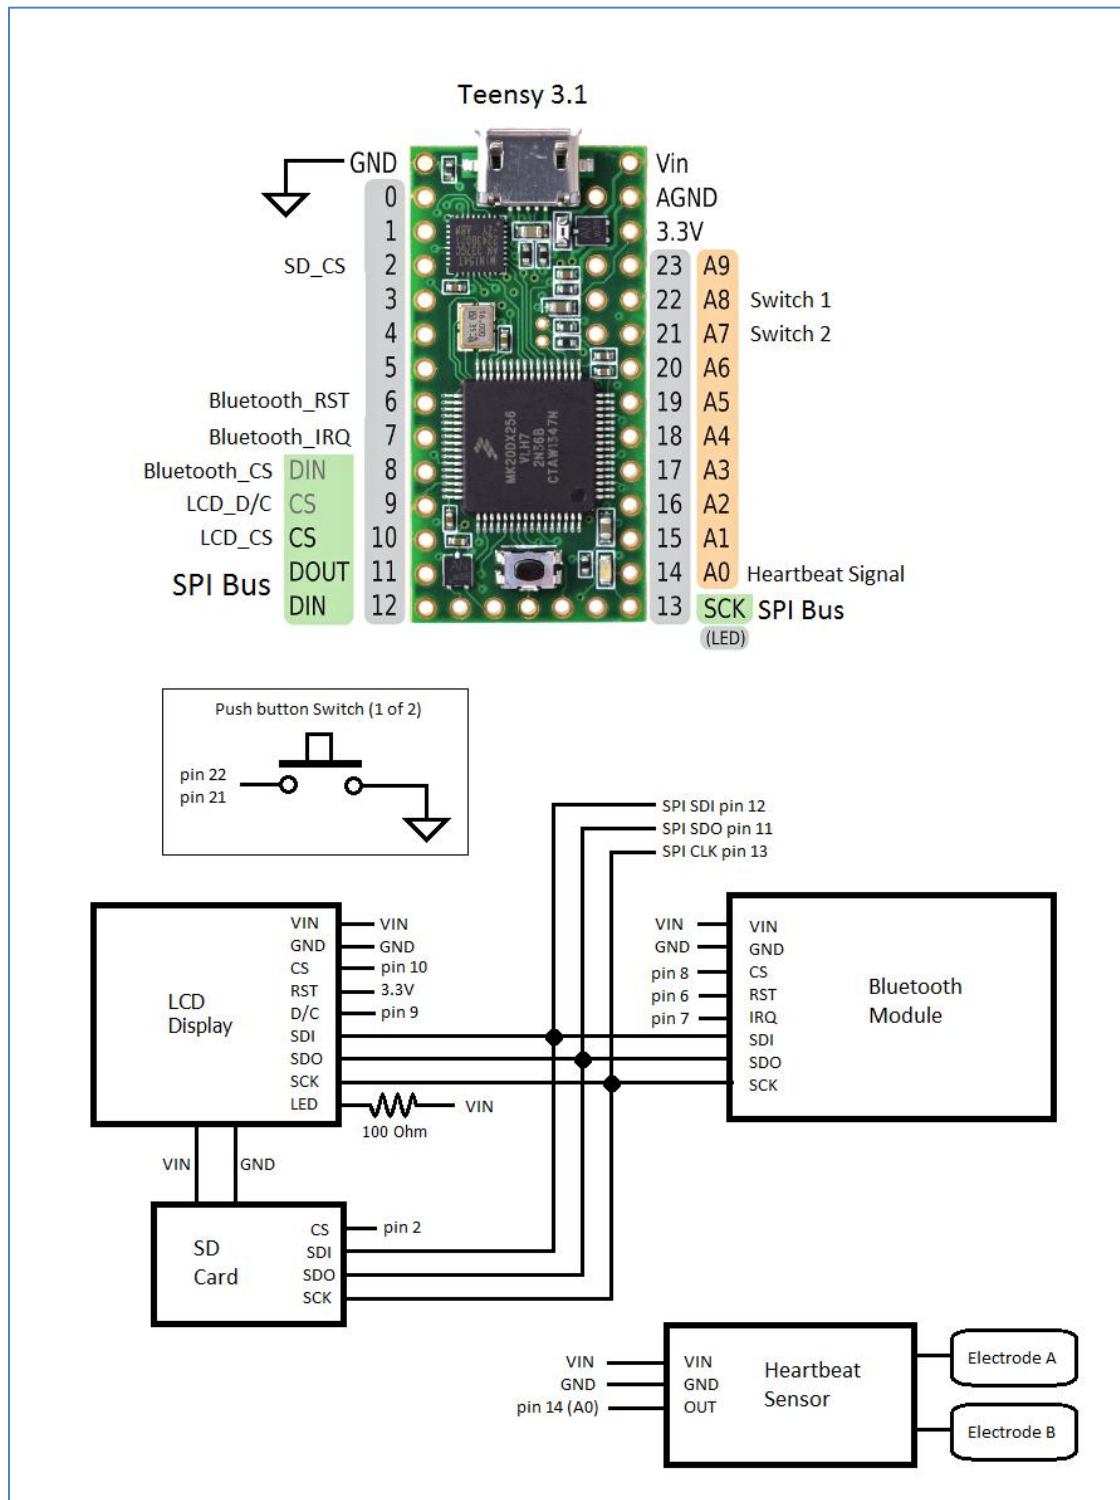 Teensy 3.1
GND Vin
0 AGND
1 3.3V
SD_CS 2 23 A9
3 22 A8 Switch 1
4 21 A7 Switch 2
5 20 A6
Bluetooth_RST 6 19 A5
Bluetooth_IRQ 7 18 A4
Bluetooth_CS DIN 8 17 A3
LCD_D/C CS 9 16 A2
LCD_CS CS 10 15 A1
SPI Bus DOUT 11 14 A0 Heartbeat Signal
DIN 12 13 SCK SPI Bus
(LED)
MK20DX256
VLH7
2N36B
CTAW1347N
Push button Switch (1 of 2)
pin 22
pin 21
SPI SDI pin 12
SPI SDO pin 11
SPI CLK pin 13
LCD
Display
VIN VIN
GND GND
CS pin 10
RST 3.3V
D/C pin 9
SDI
SDO
SCK
LED VIN
100 Ohm
VIN VIN
GND GND
pin 8 CS
pin 6 RST
pin 7 IRQ
SDI
SDO
SCK
Bluetooth
Module
VIN GND
SD
Card
CS pin 2
SDI
SDO
SCK
VIN VIN
GND GND
pin 14 (A0) OUT
Heartbeat
Sensor
Electrode A
Electrode B